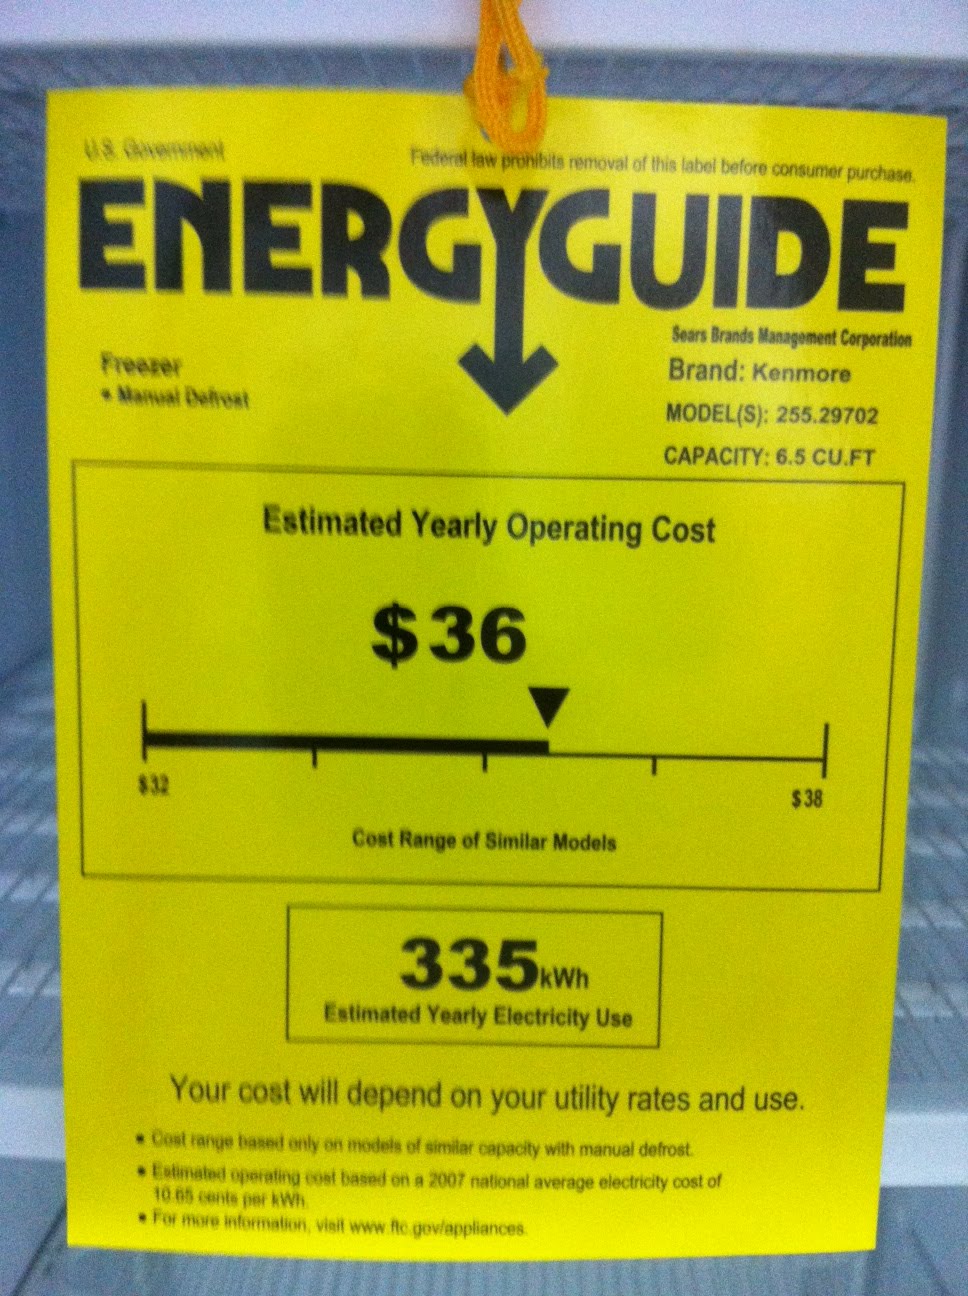 U.S. Government
Federal law prohibits removal of this label before consumer purchase.
ENERGYGUIDE
Freezer
• Manual Defrost
Sears Brands Management Corporation
Brand: Kenmore
MODEL(S): 255.29702
CAPACITY: 6.5 CU.FT
Estimated Yearly Operating Cost
$36
$32
$38
Cost Range of Similar Models
335kWh
Estimated Yearly Electricity Use
Your cost will depend on your utility rates and use.
• Cost range based only on models of similar capacity with manual defrost.
• Estimated operating cost based on a 2007 national average electricity cost of
10.65 cents per kWh.
• For more information, visit www.ftc.gov/appliances.